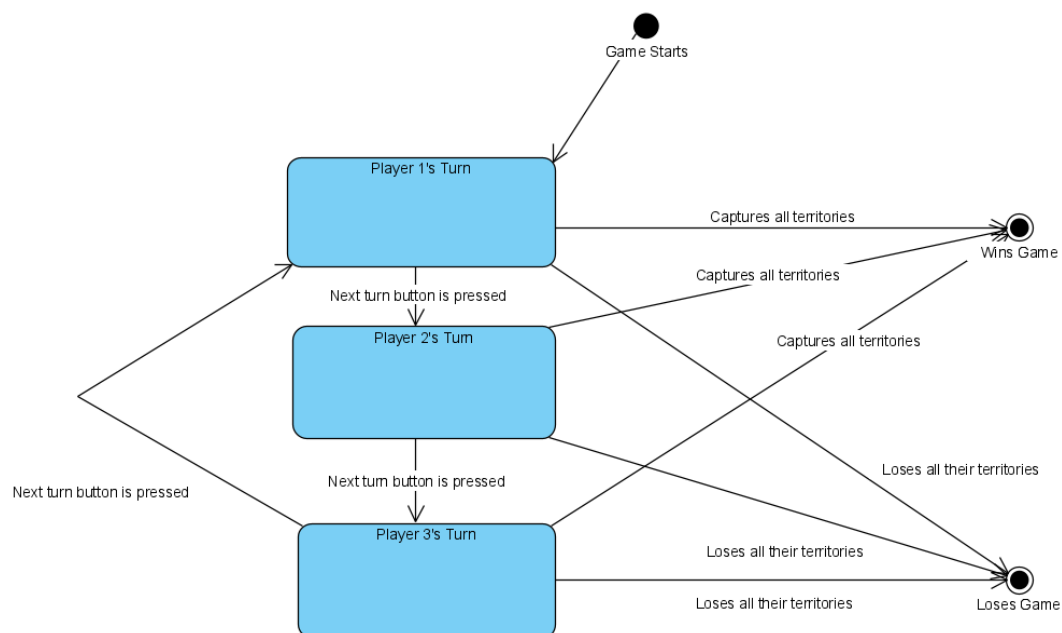 Game Starts
Player 1's Turn
Captures all territories
Wins Game
Captures all territories
Next turn button is pressed
Player 2's Turn
Captures all territories
Loses all their territories
Next turn button is pressed
Next turn button is pressed
Player 3's Turn
Loses all their territories
Loses all their territories
Loses Game